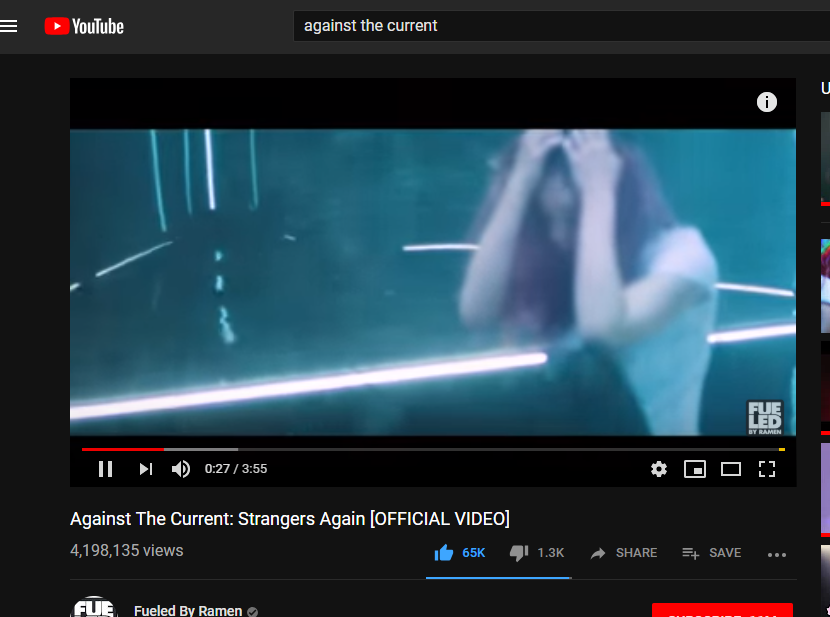 YouTube
against the current
i
U
FUE
LED
BY RAMEN
0:27 / 3:55
Against The Current: Strangers Again [OFFICIAL VIDEO]
4,198,135 views
65K
1.3K
SHARE
SAVE
FUE
Fueled By Ramen